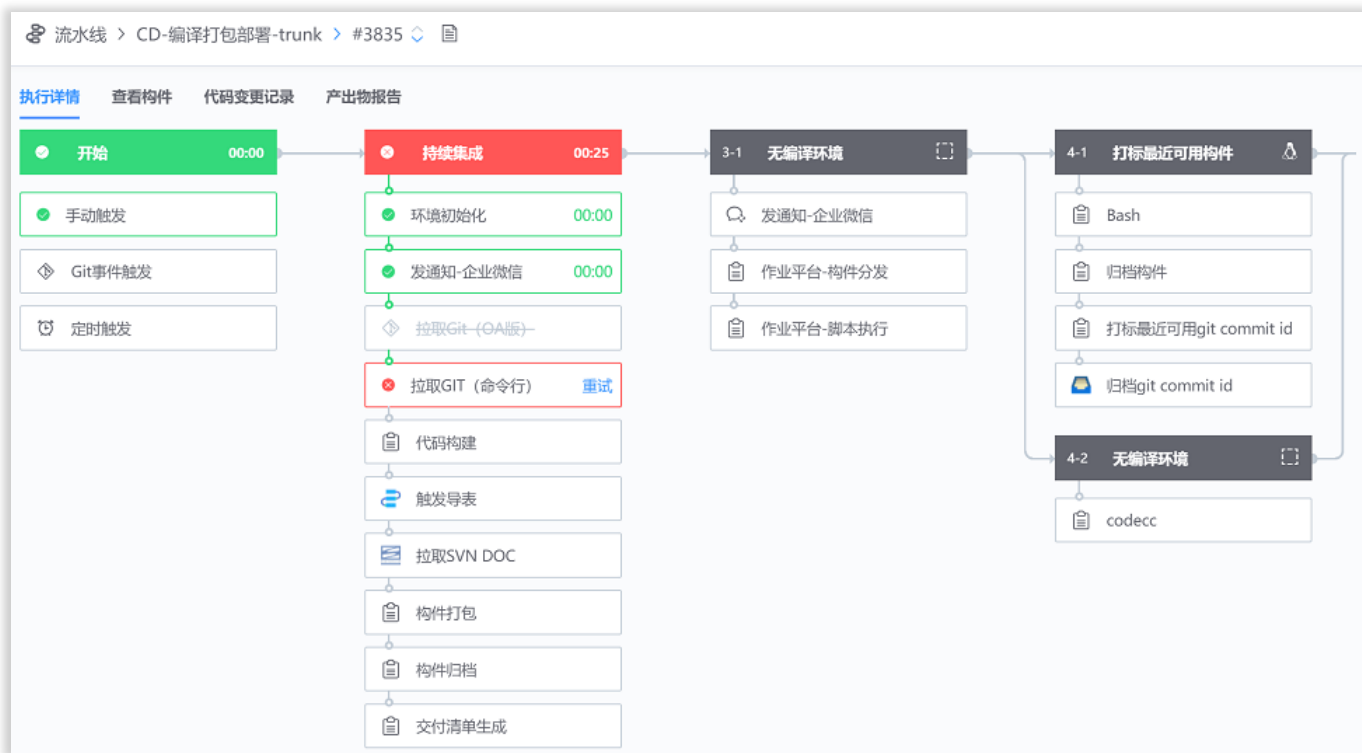 流水线 > CD-编译打包部署-trunk > #3835
执行详情 查看构件 代码变更记录 产出物报告
开始 00:00
手动触发
Git事件触发
定时触发
持续集成 00:25
环境初始化 00:00
发通知-企业微信 00:00
拉取Git（OA版）
拉取GIT（命令行） 重试
代码构建
触发导表
拉取SVN DOC
构件打包
构件归档
交付清单生成
3-1 无编译环境
发通知-企业微信
作业平台-构件分发
作业平台-脚本执行
4-1 打标最近可用构件
Bash
归档构件
打标最近可用git commit id
归档git commit id
4-2 无编译环境
codecc